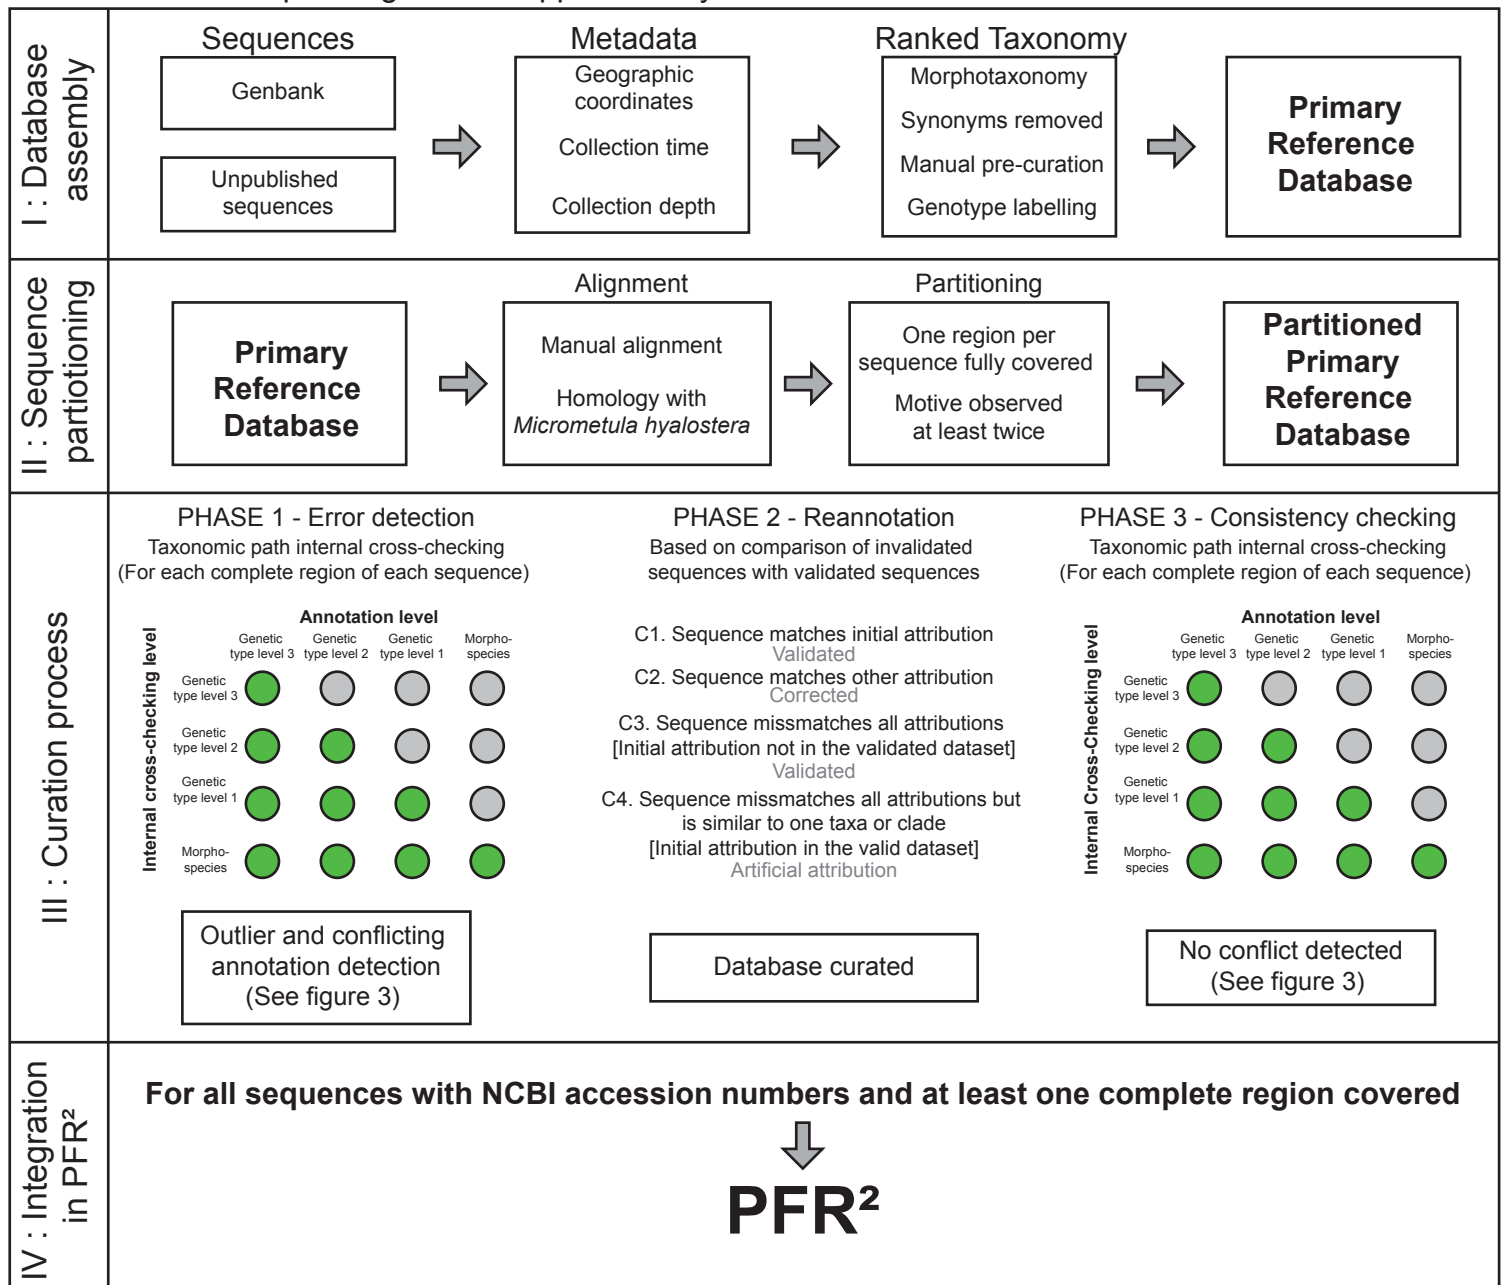 I : Database
assembly
Sequences
Genbank
Unpublished
sequences
Metadata
Geographic
coordinates
Collection time
Collection depth
Ranked Taxonomy
Morphotaxonomy
Synonyms removed
Manual pre-curation
Genotype labelling
Primary
Reference
Database
II : Sequence
partiotioning
Primary
Reference
Database
Alignment
Manual alignment
Homology with
Micrometula hyalostera
Partitioning
One region per
sequence fully covered
Motive observed
at least twice
Partitioned
Primary
Reference
Database
III : Curation process
PHASE 1 - Error detection
Taxonomic path internal cross-checking
(For each complete region of each sequence)
Annotation level
Genetic
type level 3
Genetic
type level 2
Genetic
type level 1
Morpho-
species
Internal cross-checking level
Genetic
type level 3
Genetic
type level 2
Genetic
type level 1
Morpho-
species
Outlier and conflicting
annotation detection
(See figure 3)
PHASE 2 - Reannotation
Based on comparison of invalidated
sequences with validated sequences
C1. Sequence matches initial attribution
Validated
C2. Sequence matches other attribution
Corrected
C3. Sequence missmatches all attributions
[Initial attribution not in the validated dataset]
Validated
C4. Sequence missmatches all attributions but
is similar to one taxa or clade
[Initial attribution in the valid dataset]
Artificial attribution
Database curated
PHASE 3 - Consistency checking
Taxonomic path internal cross-checking
(For each complete region of each sequence)
Annotation level
Genetic
type level 3
Genetic
type level 2
Genetic
type level 1
Morpho-
species
Internal Cross-Checking level
Genetic
type level 3
Genetic
type level 2
Genetic
type level 1
Morpho-
species
No conflict detected
(See figure 3)
IV : Integration
in PFR²
For all sequences with NCBI accession numbers and at least one complete region covered
PFR²